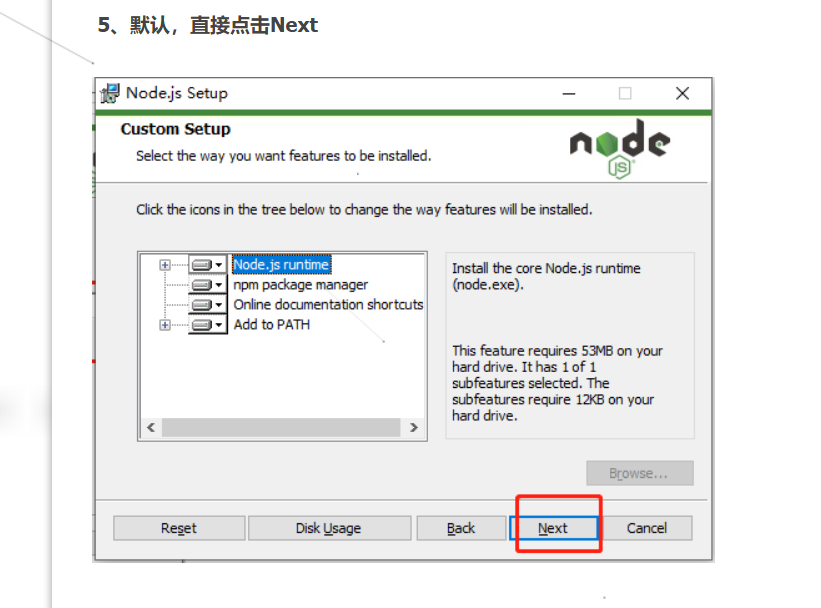 5、默认，直接点击Next
Node.js Setup
Custom Setup
Select the way you want features to be installed.
node
JS
Click the icons in the tree below to change the way features will be installed.
Node.js runtime
npm package manager
Online documentation shortcuts
Add to PATH
Install the core Node.js runtime
(node.exe).
This feature requires 53MB on your
hard drive. It has 1 of 1
subfeatures selected. The
subfeatures require 12KB on your
hard drive.
Browse...
Reset
Disk Usage
Back
Next
Cancel